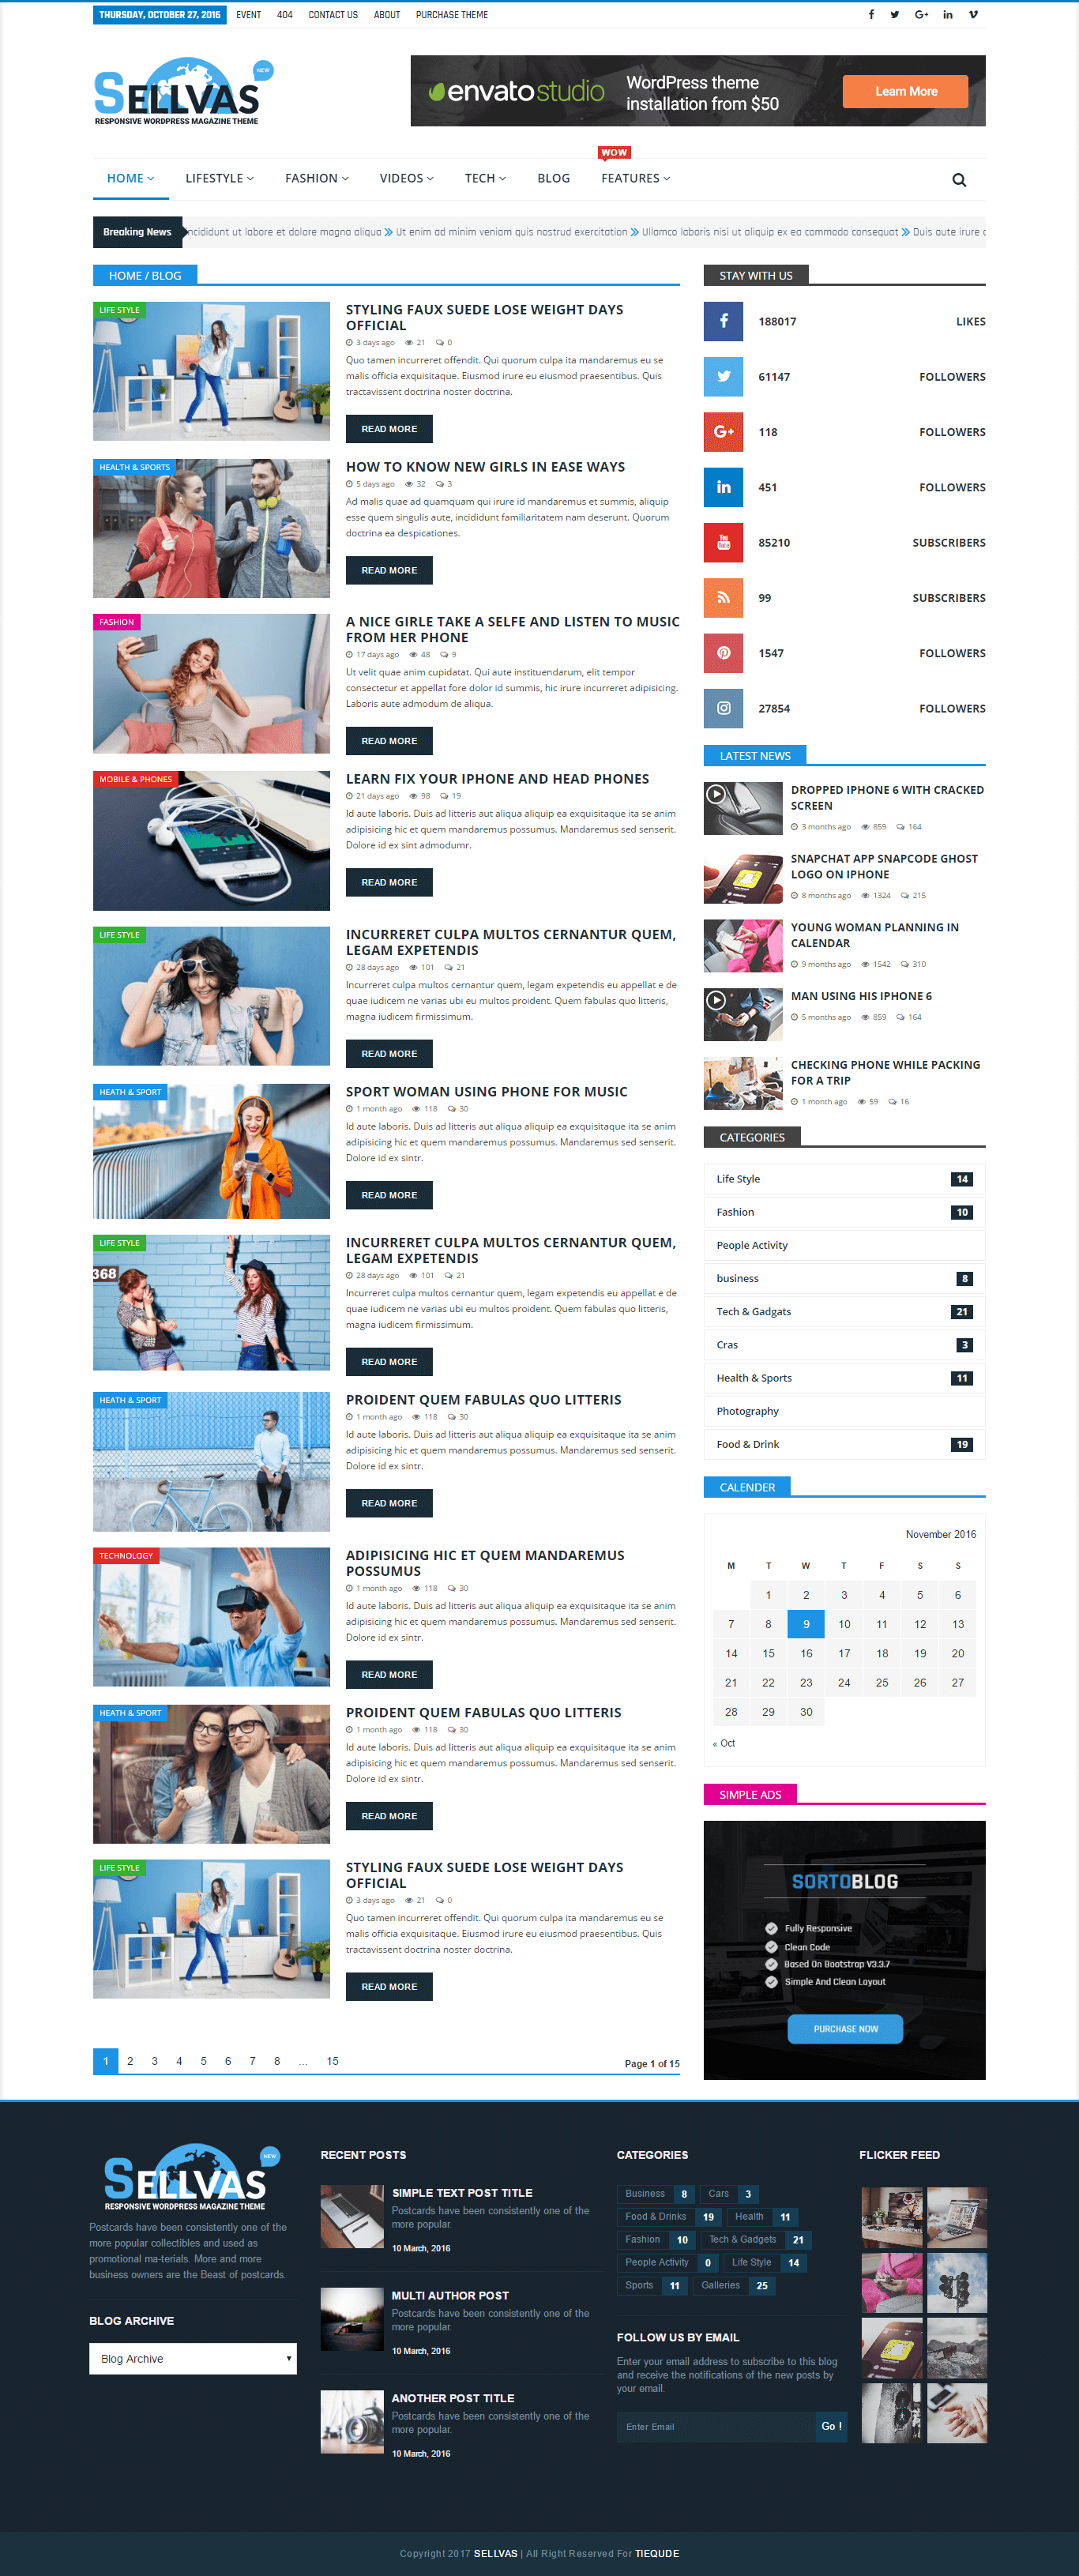 THURSDAY, OCTOBER 27, 2016 EVENT 404 CONTACT US ABOUT PURCHASE THEME
SELLVAS NEW
RESPONSIVE WORDPRESS MAGAZINE THEME
envato studio
WordPress theme
installation from $50
Learn More
WOW
HOME LIFESTYLE FASHION VIDEOS TECH BLOG FEATURES
Breaking News
ncididunt ut labore et dolore magna aliqua » Ut enim ad minim veniam quis nostrud exercitation » Ullamco laboris nisi ut aliquip ex ea commodo consequat » Duis aute irure
HOME / BLOG
LIFE STYLE
STYLING FAUX SUEDE LOSE WEIGHT DAYS
OFFICIAL
3 days ago 21 0
Quo tamen incurreret offendit. Qui quorum culpa ita mandaremus eu se
malis officia exquisitaque. Eiusmod irure eu eiusmod praesentibus. Quis
tractavissent doctrina noster doctrina.
READ MORE
HEALTH & SPORTS
HOW TO KNOW NEW GIRLS IN EASE WAYS
5 days ago 32 3
Ad malis quae ad quamquam qui irure id mandaremus et summis, aliquip
esse quem singulis aute, incididunt familiaritatem nam deserunt. Quorum
doctrina ea despicationes.
READ MORE
FASHION
A NICE GIRLE TAKE A SELFE AND LISTEN TO MUSIC
FROM HER PHONE
17 days ago 48 9
Ut velit quae anim cupidatat. Qui aute instituendarum, elit tempor
consectetur et appellat fore dolor id summis, hic irure incurreret adipisicing.
Laboris aute admodum de aliqua.
READ MORE
MOBILE & PHONES
LEARN FIX YOUR IPHONE AND HEAD PHONES
21 days ago 98 19
Id aute laboris. Duis ad litteris aut aliqua aliquip ea exquisitaque ita se anim
adipisicing hic et quem mandaremus possumus. Mandaremus sed senserit.
Dolore id ex sint admodumr.
READ MORE
LIFE STYLE
INCURRERET CULPA MULTOS CERNANTUR QUEM,
LEGAM EXPETENDIS
28 days ago 101 21
Incurreret culpa multos cernantur quem, legam expetendis eu appellat e de
quae iudicem ne varias ubi eu multos proident. Quem fabulas quo litteris,
magna iudicem firmissimum.
READ MORE
HEATH & SPORT
SPORT WOMAN USING PHONE FOR MUSIC
1 month ago 118 30
Id aute laboris. Duis ad litteris aut aliqua aliquip ea exquisitaque ita se anim
adipisicing hic et quem mandaremus possumus. Mandaremus sed senserit.
Dolore id ex sintr.
READ MORE
LIFE STYLE
368
INCURRERET CULPA MULTOS CERNANTUR QUEM,
LEGAM EXPETENDIS
28 days ago 101 21
Incurreret culpa multos cernantur quem, legam expetendis eu appellat e de
quae iudicem ne varias ubi eu multos proident. Quem fabulas quo litteris,
magna iudicem firmissimum.
READ MORE
HEATH & SPORT
PROIDENT QUEM FABULAS QUO LITTERIS
1 month ago 118 30
Id aute laboris. Duis ad litteris aut aliqua aliquip ea exquisitaque ita se anim
adipisicing hic et quem mandaremus possumus. Mandaremus sed senserit.
Dolore id ex sintr.
READ MORE
TECHNOLOGY
ADIPISICING HIC ET QUEM MANDAREMUS
POSSUMUS
1 month ago 118 30
Id aute laboris. Duis ad litteris aut aliqua aliquip ea exquisitaque ita se anim
adipisicing hic et quem mandaremus possumus. Mandaremus sed senserit.
Dolore id ex sintr.
READ MORE
HEATH & SPORT
PROIDENT QUEM FABULAS QUO LITTERIS
1 month ago 118 30
Id aute laboris. Duis ad litteris aut aliqua aliquip ea exquisitaque ita se anim
adipisicing hic et quem mandaremus possumus. Mandaremus sed senserit.
Dolore id ex sintr.
READ MORE
LIFE STYLE
STYLING FAUX SUEDE LOSE WEIGHT DAYS
OFFICIAL
3 days ago 21 0
Quo tamen incurreret offendit. Qui quorum culpa ita mandaremus eu se
malis officia exquisitaque. Eiusmod irure eu eiusmod praesentibus. Quis
tractavissent doctrina noster doctrina.
READ MORE
1 2 3 4 5 6 7 8 ... 15 Page 1 of 15
STAY WITH US
188017 LIKES
61147 FOLLOWERS
118 FOLLOWERS
451 FOLLOWERS
85210 SUBSCRIBERS
99 SUBSCRIBERS
1547 FOLLOWERS
27854 FOLLOWERS
LATEST NEWS
DROPPED IPHONE 6 WITH CRACKED
SCREEN
3 months ago 859 164
SNAPCHAT APP SNAPCODE GHOST
LOGO ON IPHONE
8 months ago 1324 215
YOUNG WOMAN PLANNING IN
CALENDAR
9 months ago 1542 310
MAN USING HIS IPHONE 6
5 months ago 859 164
CHECKING PHONE WHILE PACKING
FOR A TRIP
1 month ago 59 16
CATEGORIES
Life Style 14
Fashion 10
People Activity
business 8
Tech & Gadgats 21
Cras 3
Health & Sports 11
Photography
Food & Drink 19
CALENDER
November 2016
M T W T F S S
1 2 3 4 5 6
7 8 9 10 11 12 13
14 15 16 17 18 19 20
21 22 23 24 25 26 27
28 29 30
« Oct
SIMPLE ADS
SORTOBLOG
Fully Responsive
Clean Code
Based On Bootstrap V3.3.7
Simple And Clean Layout
PURCHASE NOW
SELLVAS NEW
RESPONSIVE WORDPRESS MAGAZINE THEME
Postcards have been consistently one of the
more popular collectibles and used as
promotional ma-terials. More and more
business owners are the Beast of postcards.
BLOG ARCHIVE
Blog Archive
RECENT POSTS
SIMPLE TEXT POST TITLE
Postcards have been consistently one of the
more popular.
10 March, 2016
MULTI AUTHOR POST
Postcards have been consistently one of the
more popular.
10 March, 2016
ANOTHER POST TITLE
Postcards have been consistently one of the
more popular.
10 March, 2016
CATEGORIES
Business 8 Cars 3
Food & Drinks 19 Health 11
Fashion 10 Tech & Gadgets 21
People Activity 0 Life Style 14
Sports 11 Galleries 25
FOLLOW US BY EMAIL
Enter your email address to subscribe to this blog
and receive the notifications of the new posts by
your email.
Enter Email Go !
FLICKER FEED
Copyright 2017 SELLVAS | All Right Reserved For TIEQUDE